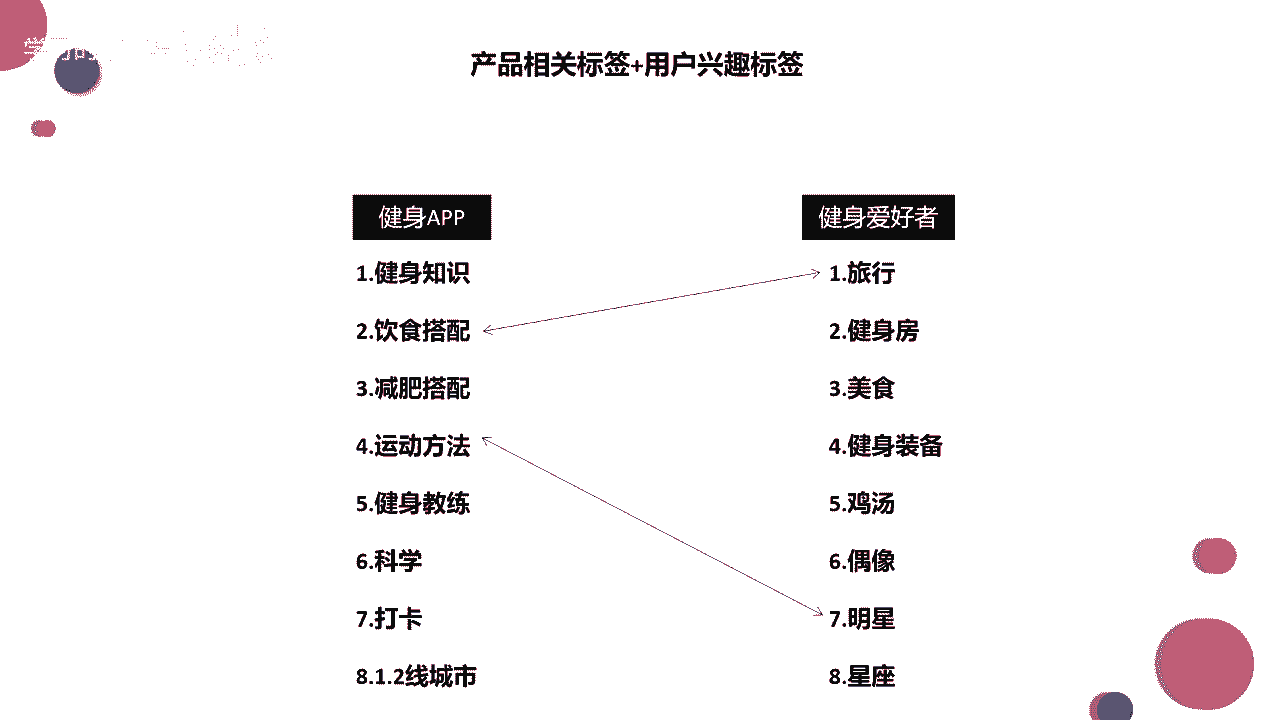 产品相关标签+用户兴趣标签
健身APP
1.健身知识
2.饮食搭配
3.减肥搭配
4.运动方法
5.健身教练
6.科学
7.打卡
8.1.2线城市
健身爱好者
1.旅行
2.健身房
3.美食
4.健身装备
5.鸡汤
6.偶像
7.明星
8.星座